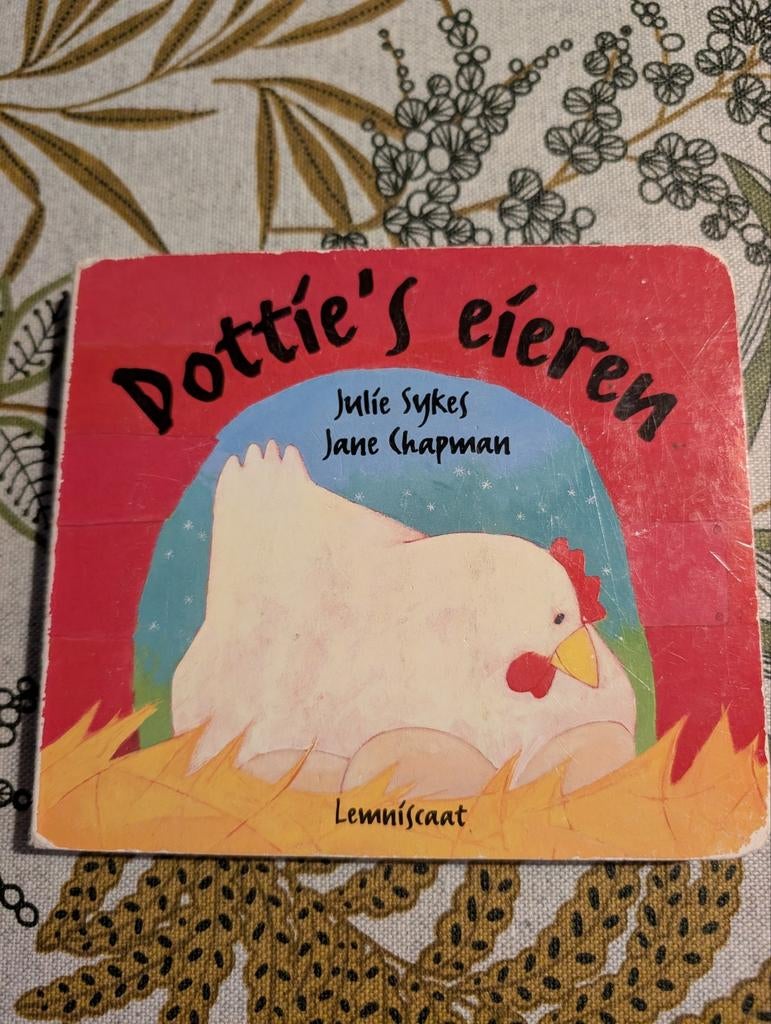 Dottie's eieren
Julie Sykes
Jane Chapman
Lemniscaat